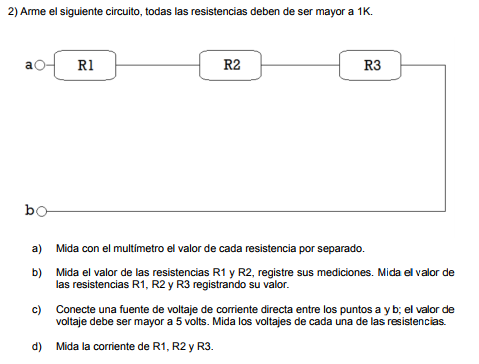 2) Arme el siguiente circuito, todas las resistencias deben de ser mayor a 1K.
a R1 R2 R3
b
a) Mida con el multímetro el valor de cada resistencia por separado.
b) Mida el valor de las resistencias R1 y R2, registre sus mediciones. Mida el valor de
las resistencias R1, R2 y R3 registrando su valor.
c) Conecte una fuente de voltaje de corriente directa entre los puntos a y b; el valor de
voltaje debe ser mayor a 5 volts. Mida los voltajes de cada una de las resistencias.
d) Mida la corriente de R1, R2 y R3.